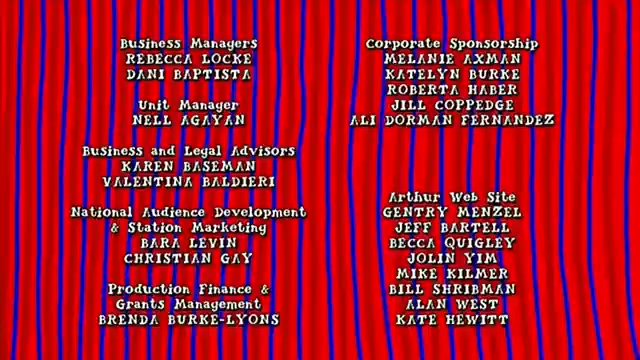 Business Managers
REBECCA LOCKE
DANI BAPTISTA
Unit Manager
NELL AGAYAN
Business and Legal Advisors
KAREN BASEMAN
VALENTINA BALDIERI
National Audience Development
& Station Marketing
BARA LEVIN
CHRISTIAN GAY
Production Finance &
Grants Management
BRENDA BURKE-LYONS
Corporate Sponsorship
MELANIE AXMAN
KATELYN BURKE
ROBERTA HABER
JILL COPPEDGE
ALI DORMAN FERNANDEZ
Arthur Web Site
GENTRY MENZEL
JEFF BARTELL
BECCA QUIGLEY
JOLIN YIM
MIKE KILMER
BILL SHRIBMAN
ALAN WEST
KATE HEWITT